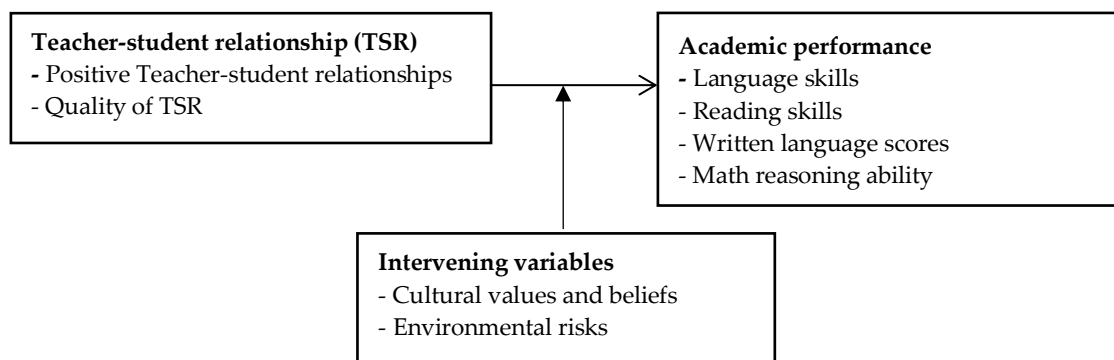 Teacher-student relationship (TSR)
- Positive Teacher-student relationships
- Quality of TSR
Academic performance
- Language skills
- Reading skills
- Written language scores
- Math reasoning ability
Intervening variables
- Cultural values and beliefs
- Environmental risks